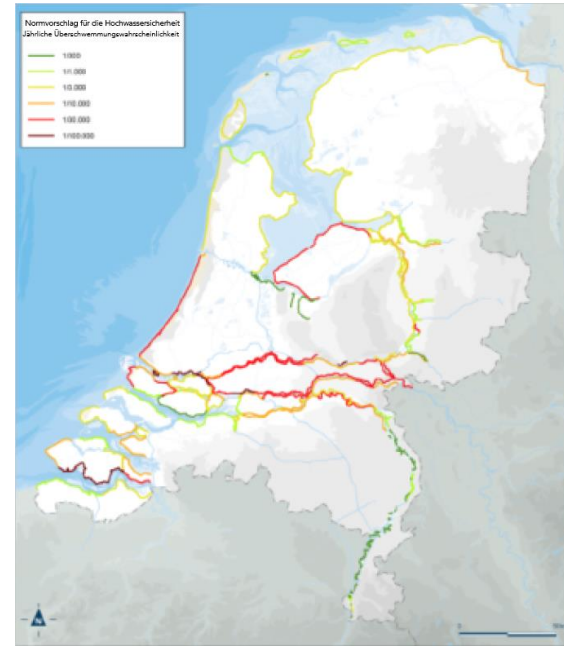 Normvorschlag für die Hochwassersicherheit
Jährliche Überschwemmungswahrscheinlichkeit
1/300
1/1.000
1/3.000
1/10.000
1/30.000
1/100.000
N
0